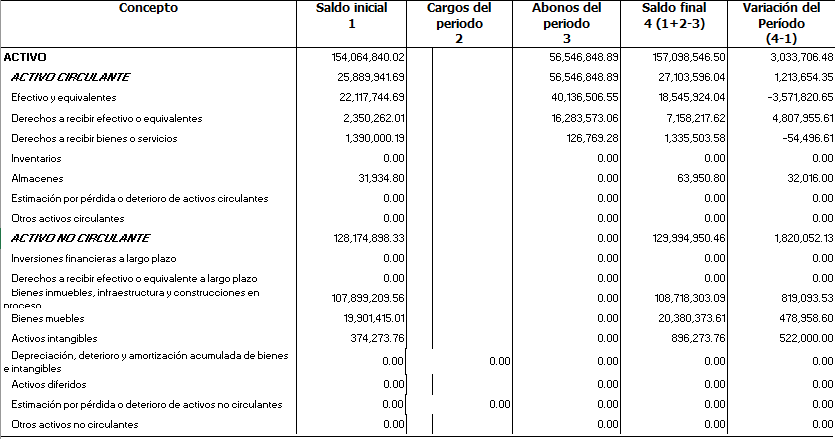 Concepto Saldo inicial 1 Cargos del periodo 2 Abonos del periodo 3 Saldo final 4 (1+2-3) Variación del Período (4-1)
ACTIVO 154,064,840.02 56,546,848.89 157,098,546.50 3,033,706.48
ACTIVO CIRCULANTE 25,889,941.69 56,546,848.89 27,103,596.04 1,213,654.35
Efectivo y equivalentes 22,117,744.69 40,136,506.55 18,545,924.04 -3,571,820.65
Derechos a recibir efectivo o equivalentes 2,350,262.01 16,283,573.06 7,158,217.62 4,807,955.61
Derechos a recibir bienes o servicios 1,390,000.19 126,769.28 1,335,503.58 -54,496.61
Inventarios 0.00 0.00 0.00 0.00
Almacenes 31,934.80 0.00 63,950.80 32,016.00
Estimación por pérdida o deterioro de activos circulantes 0.00 0.00 0.00 0.00
Otros activos circulantes 0.00 0.00 0.00 0.00
ACTIVO NO CIRCULANTE 128,174,898.33 0.00 129,994,950.46 1,820,052.13
Inversiones financieras a largo plazo 0.00 0.00 0.00 0.00
Derechos a recibir efectivo o equivalente a largo plazo 0.00 0.00 0.00 0.00
Bienes inmuebles, infraestructura y construcciones en
proceso 107,899,209.56 0.00 108,718,303.09 819,093.53
Bienes muebles 19,901,415.01 0.00 20,380,373.61 478,958.60
Activos intangibles 374,273.76 0.00 896,273.76 522,000.00
Depreciación, deterioro y amortización acumulada de bienes
e intangibles 0.00 0.00 0.00 0.00 0.00
Activos diferidos 0.00 0.00 0.00 0.00
Estimación por pérdida o deterioro de activos no circulantes 0.00 0.00 0.00 0.00 0.00
Otros activos no circulantes 0.00 0.00 0.00 0.00